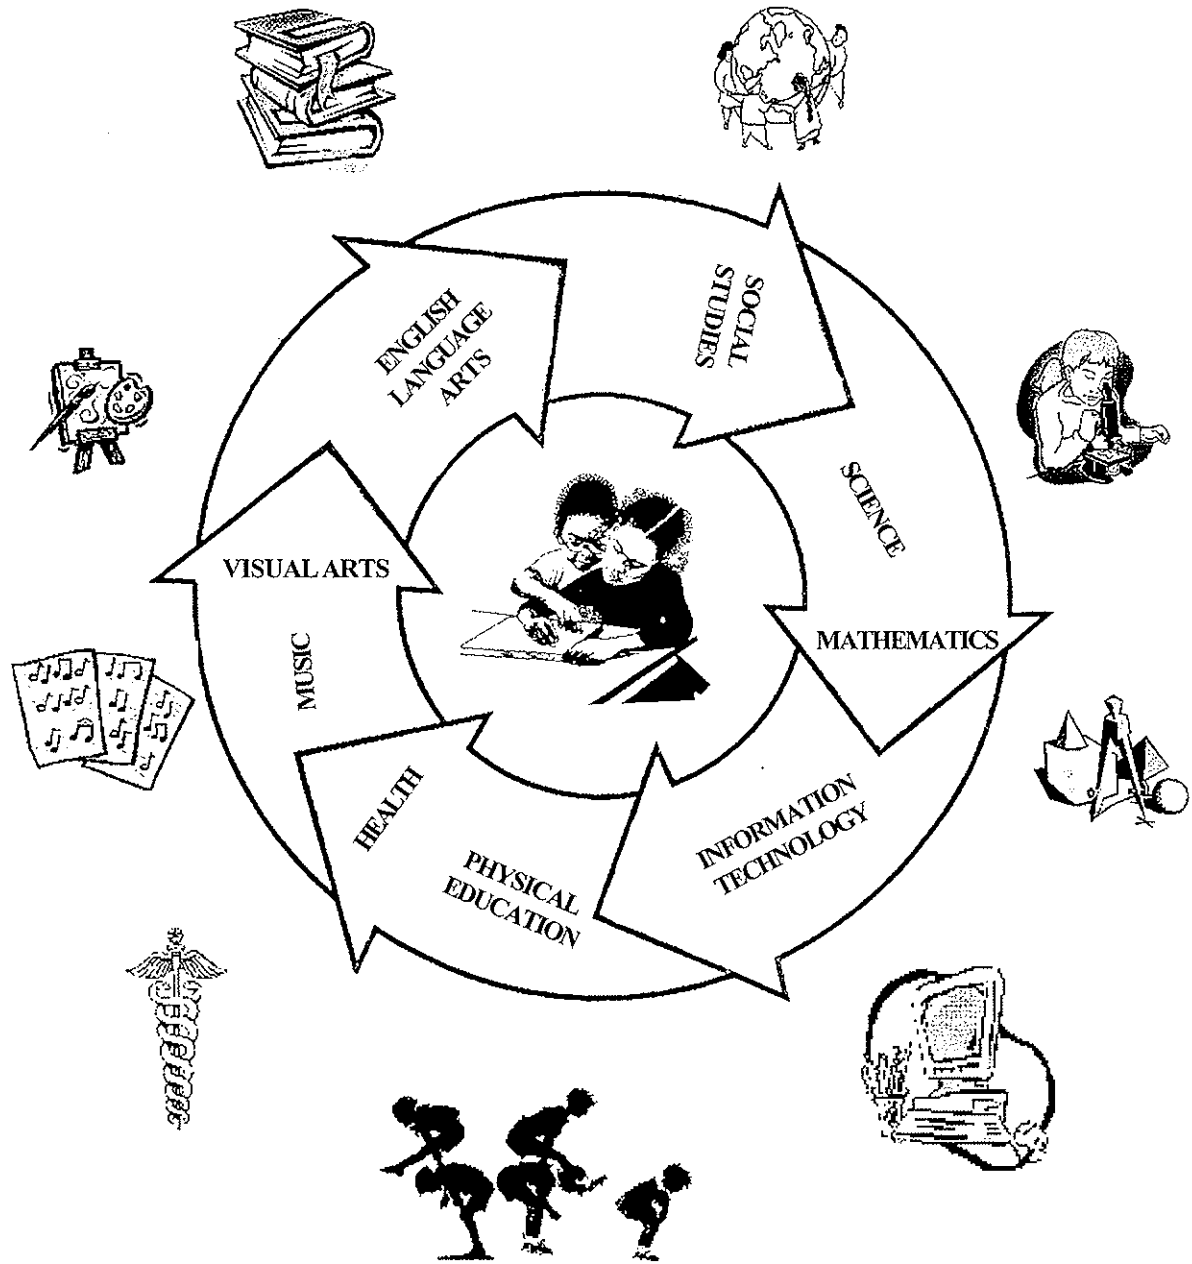 ENGLISH
LANGUAGE
ARTS
SOCIAL
STUDIES
SCIENCE
MATHEMATICS
INFORMATION
TECHNOLOGY
PHYSICAL
EDUCATION
HEALTH
MUSIC
VISUAL ARTS